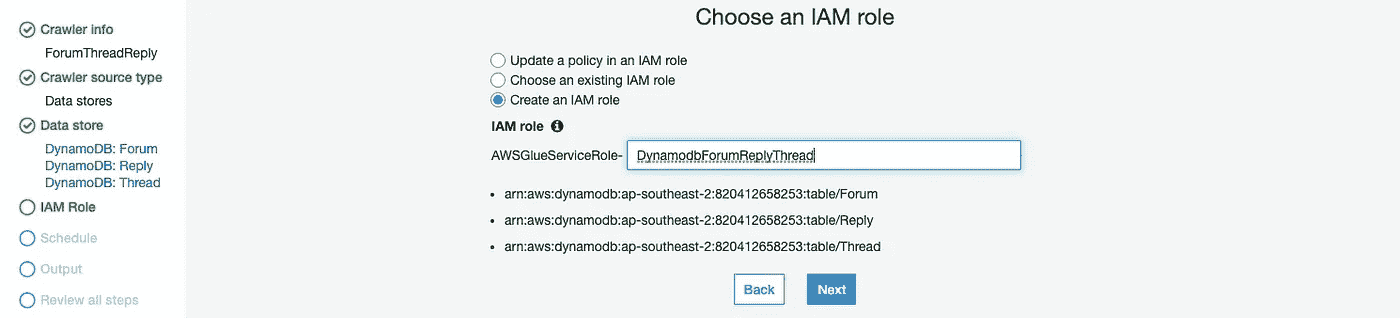 Crawler info
ForumThreadReply
Crawler source type
Data stores
Data store
DynamoDB: Forum
DynamoDB: Reply
DynamoDB: Thread
IAM Role
Schedule
Output
Review all steps
Choose an IAM role
Update a policy in an IAM role
Choose an existing IAM role
Create an IAM role
IAM role
AWSGlueServiceRole- DynamodbForumReplyThread
• arn:aws:dynamodb:ap-southeast-2:820412658253:table/Forum
• arn:aws:dynamodb:ap-southeast-2:820412658253:table/Reply
• arn:aws:dynamodb:ap-southeast-2:820412658253:table/Thread
Back Next